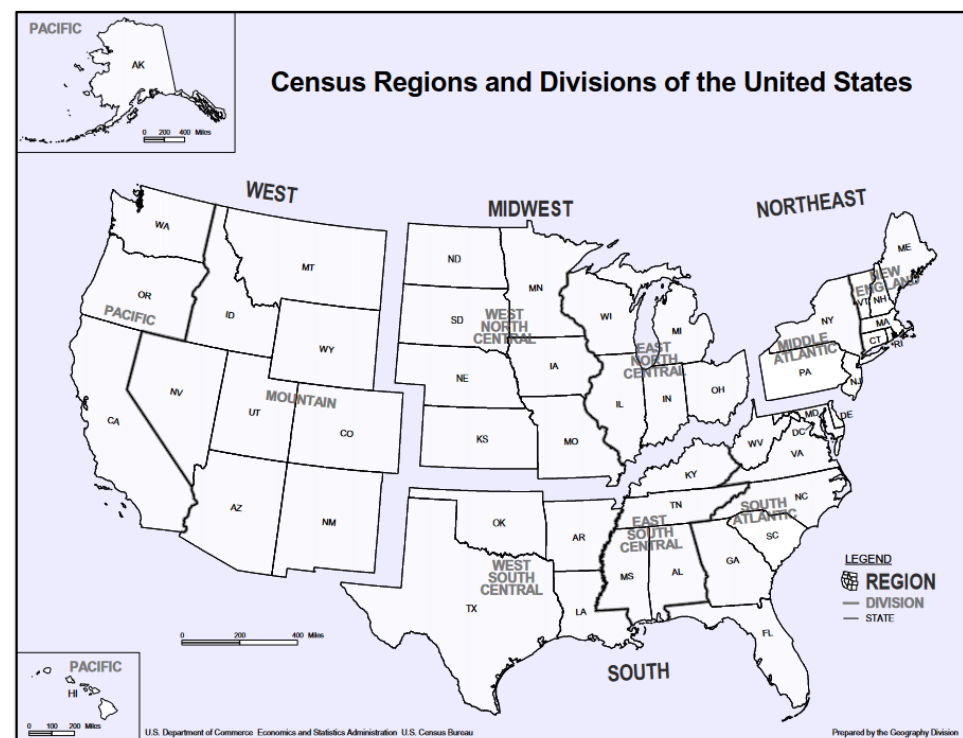 PACIFIC
AK
0 200 400 Miles
Census Regions and Divisions of the United States
WEST
MIDWEST
NORTHEAST
WA
MT
ND
MN
ME
OR
ID
SD
WI
MI
NY
VT
NH
NEW
ENGLAND
MA
CT
RI
PACIFIC
WY
WEST
NORTH
CENTRAL
EAST
NORTH
CENTRAL
MIDDLE
ATLANTIC
PA
NJ
NV
UT
MOUNTAIN
CO
NE
IA
IL
IN
OH
CA
KS
MO
WV
MD
DE
DC
VA
KY
AZ
NM
OK
AR
TN
NC
SOUTH
ATLANTIC
SC
EAST
SOUTH
CENTRAL
WEST
SOUTH
CENTRAL
TX
LA
MS
AL
GA
FL
LEGEND
REGION
DIVISION
STATE
0 200 400 Miles
SOUTH
PACIFIC
HI
0 100 200 Miles
U.S. Department of Commerce Economics and Statistics Administration U.S. Census Bureau
Prepared by the Geography Division